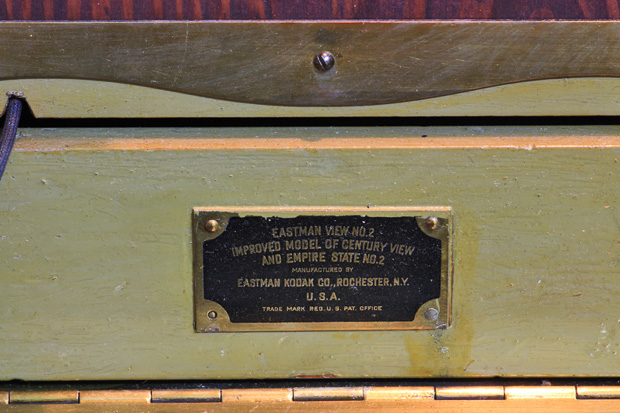 EASTMAN VIEW NO.2
IMPROVED MODEL OF CENTURY VIEW
AND EMPIRE STATE NO.2
MANUFACTURED BY
EASTMAN KODAK CO., ROCHESTER, N.Y.
U.S.A.
TRADE MARK REG. U.S. PAT. OFFICE